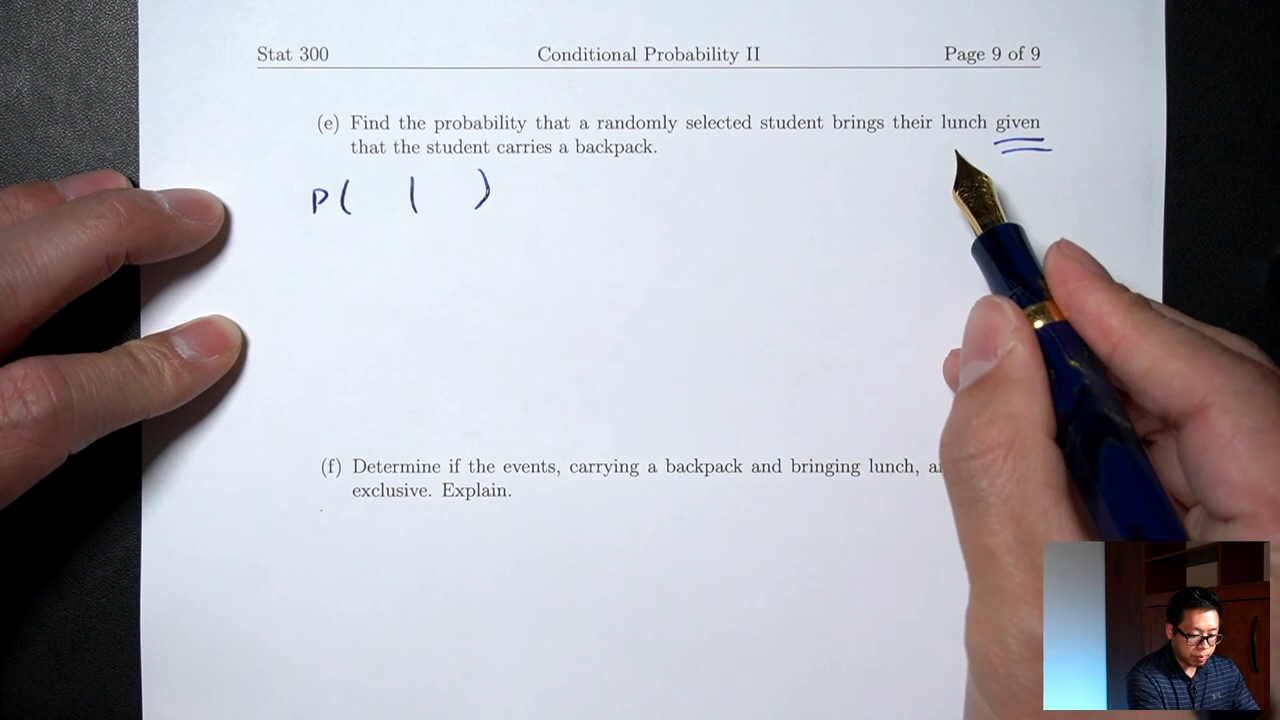 Stat 300 Conditional Probability II Page 9 of 9
(e) Find the probability that a randomly selected student brings their lunch given
that the student carries a backpack.
P( | )
(f) Determine if the events, carrying a backpack and bringing lunch,
exclusive. Explain.